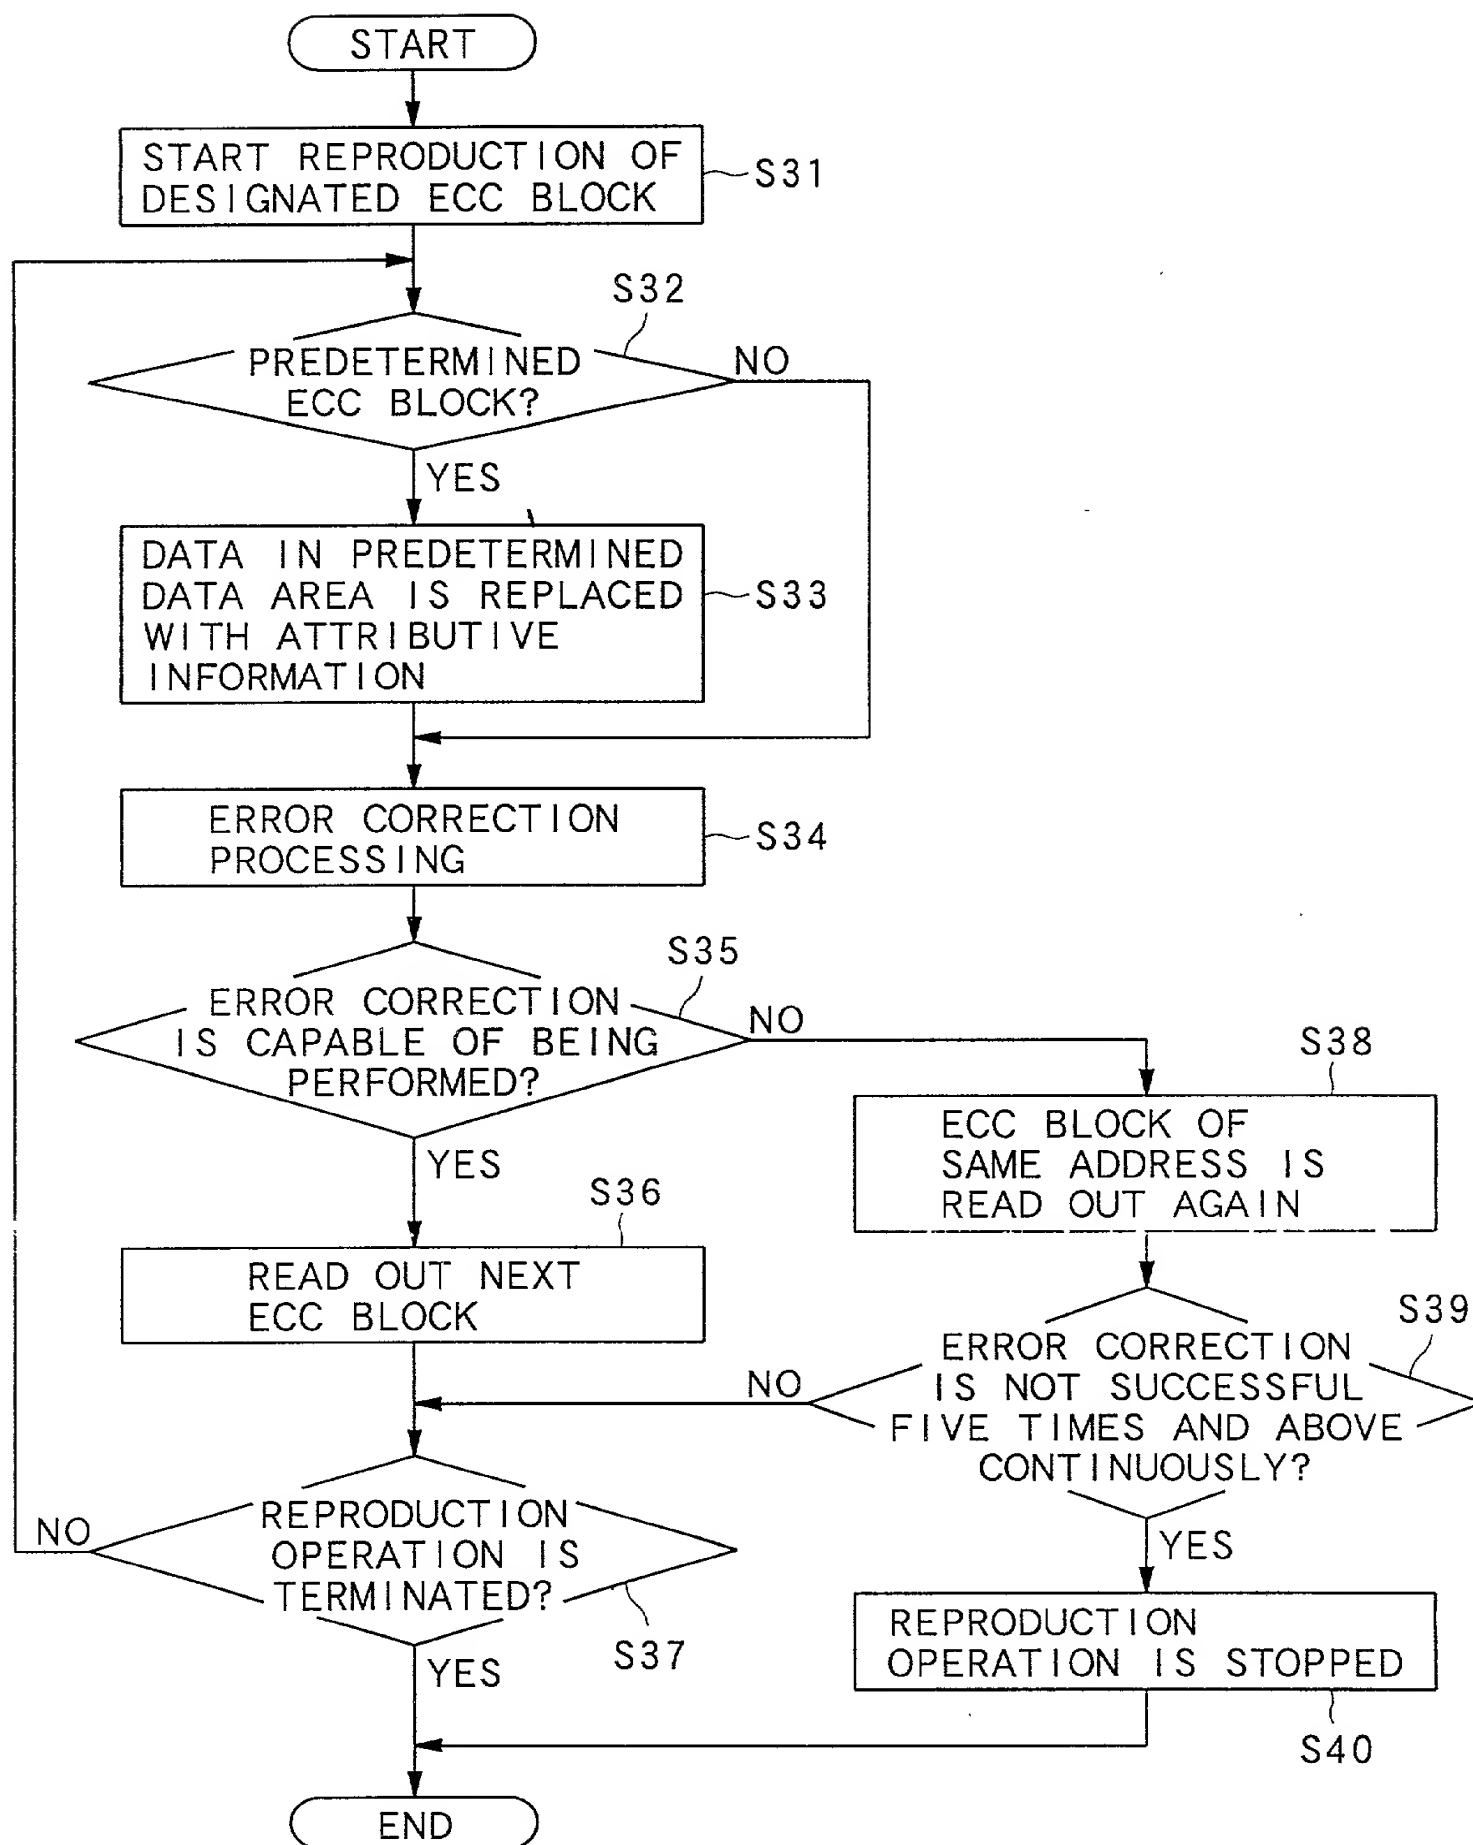 START
START REPRODUCTION OF
DESIGNATED ECC BLOCK
S31
S32
PREDETERMINED
ECC BLOCK?
NO
YES
DATA IN PREDETERMINED
DATA AREA IS REPLACED
WITH ATTRIBUTIVE
INFORMATION
S33
ERROR CORRECTION
PROCESSING
S34
S35
ERROR CORRECTION
IS CAPABLE OF BEING
PERFORMED?
NO
YES
S38
ECC BLOCK OF
SAME ADDRESS IS
READ OUT AGAIN
S36
READ OUT NEXT
ECC BLOCK
S39
ERROR CORRECTION
IS NOT SUCCESSFUL
FIVE TIMES AND ABOVE
CONTINUOUSLY?
NO
YES
REPRODUCTION
OPERATION IS
TERMINATED?
NO
S37
YES
REPRODUCTION
OPERATION IS STOPPED
S40
END